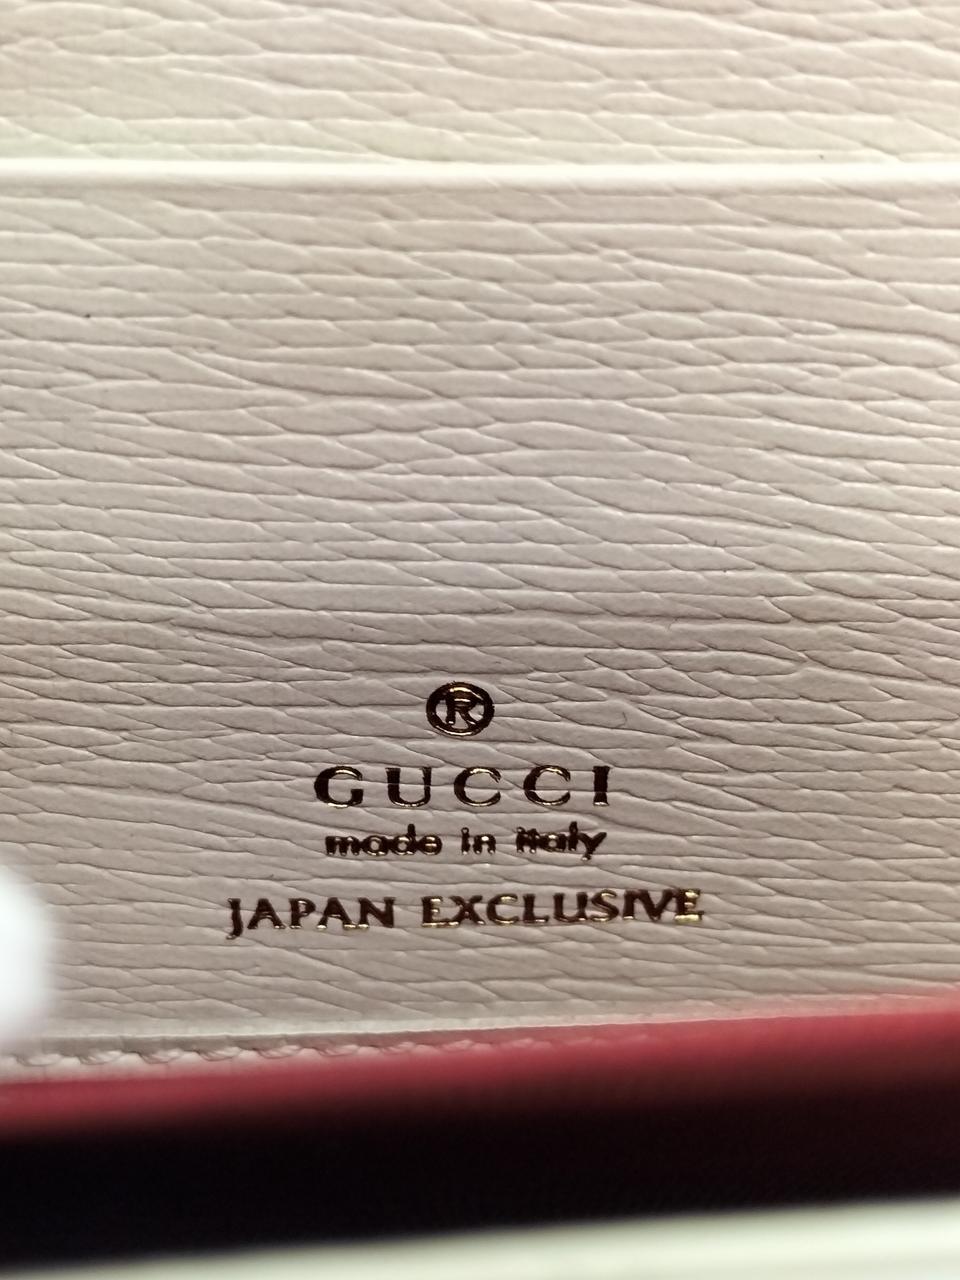 ®
GUCCI
made in italy
JAPAN EXCLUSIVE